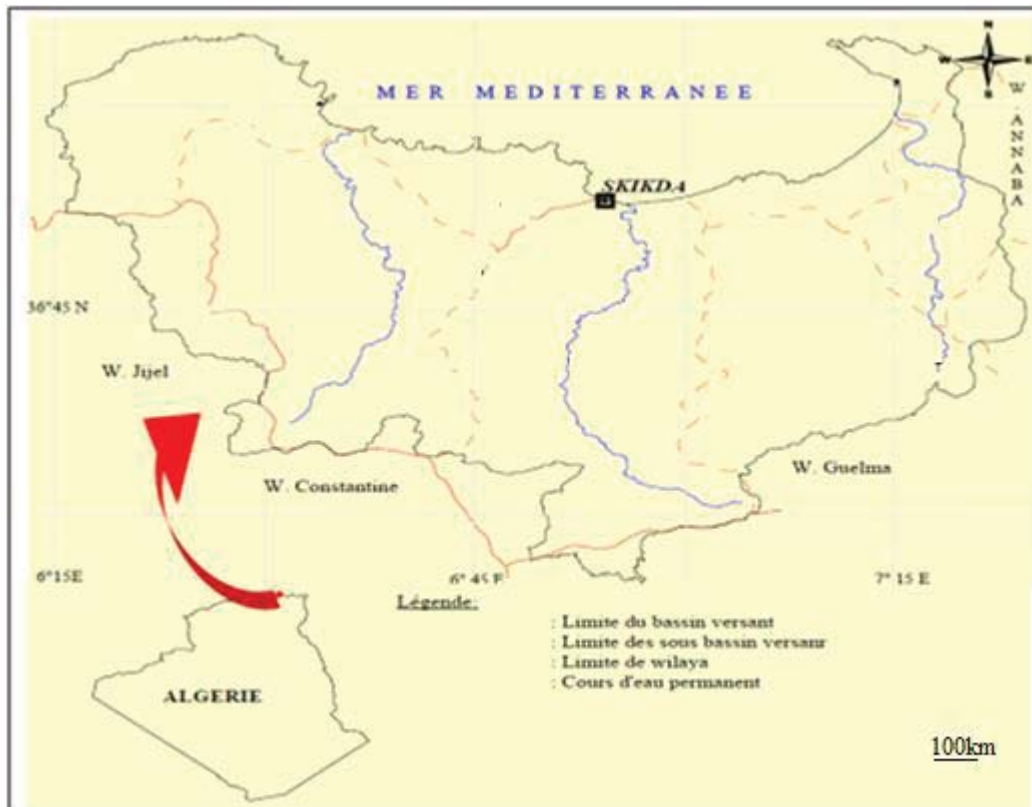 N
W E
S
MER MEDITERRANEE
W. ANNABA
SKIKDA
36°45 N
W. Jijel
W. Guelma
W. Constantine
6°15E
6° 45 E
7° 15 E
Légende:
: Limite du bassin versant
: Limite des sous bassin versanr
: Limite de wilaya
: Cours d'eau permanent
ALGERIE
100km